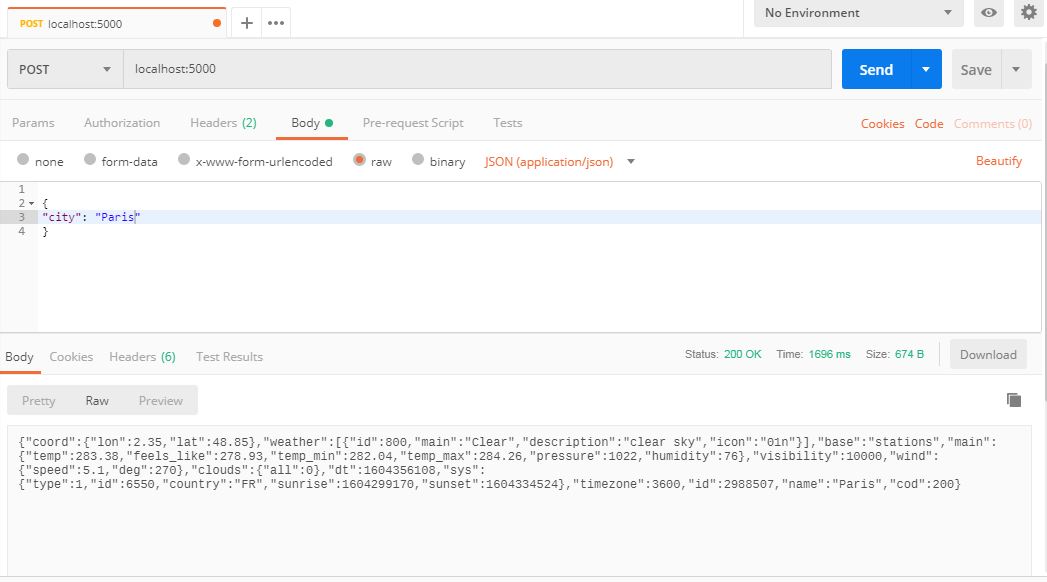 POST localhost:5000
No Environment
POST localhost:5000 Send Save
Params Authorization Headers (2) Body Pre-request Script Tests Cookies Code Comments (0)
none form-data x-www-form-urlencoded raw binary JSON (application/json) Beautify
1
2 {
3 "city": "Paris"
4 }
Body Cookies Headers (6) Test Results Status: 200 OK Time: 1696 ms Size: 674 B Download
Pretty Raw Preview
{"coord":{"lon":2.35,"lat":48.85},"weather":[{"id":800,"main":"Clear","description":"clear sky","icon":"01n"}],"base":"stations","main":
{"temp":283.38,"feels_like":278.93,"temp_min":282.04,"temp_max":284.26,"pressure":1022,"humidity":76},"visibility":10000,"wind":
{"speed":5.1,"deg":270},"clouds":{"all":0},"dt":1604356108,"sys":
{"type":1,"id":6550,"country":"FR","sunrise":1604299170,"sunset":1604334524},"timezone":3600,"id":2988507,"name":"Paris","cod":200}